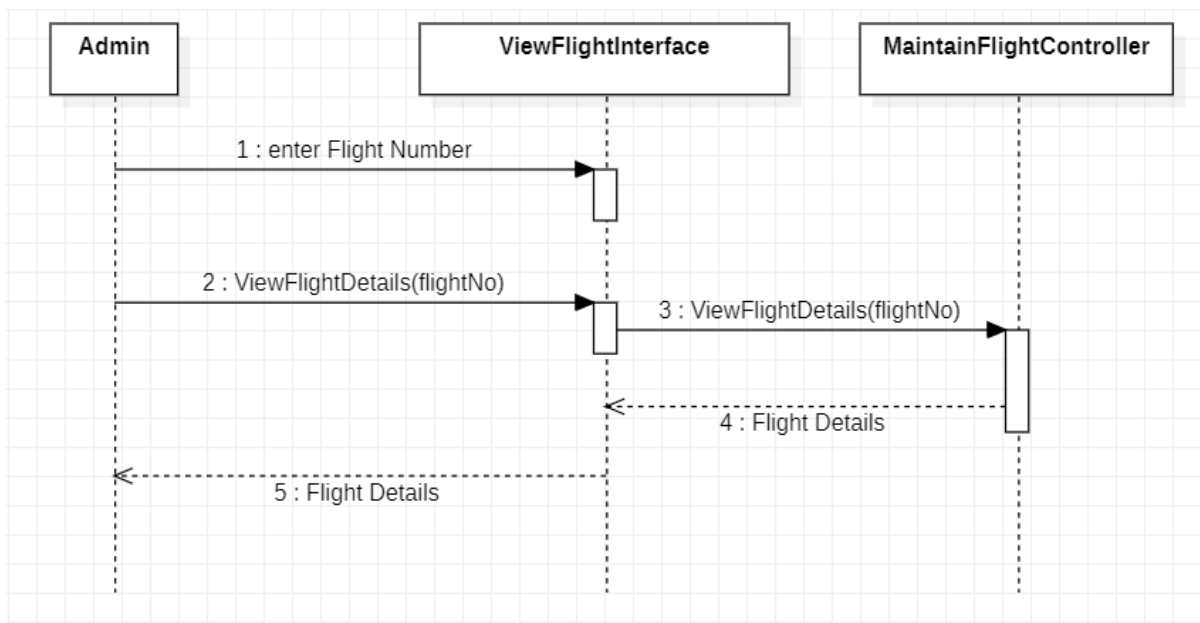 Admin
ViewFlightInterface
MaintainFlightController
1 : enter Flight Number
2 : ViewFlightDetails(flightNo)
3 : ViewFlightDetails(flightNo)
4 : Flight Details
5 : Flight Details